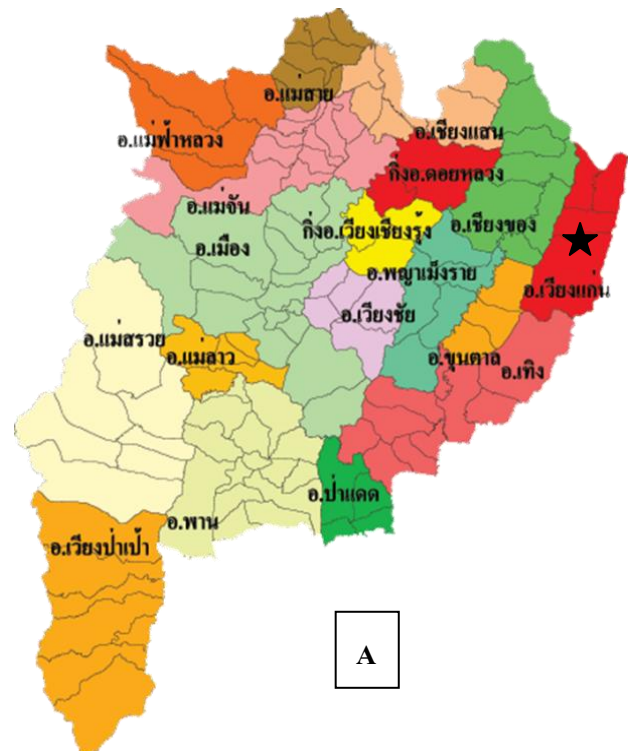 อ.แม่สาย
อ.เชียงแสน
อ.แม่ฟ้าหลวง
กิ่งอ.ดอยหลวง
อ.แม่จัน
อ.เชียงของ
กิ่งอ.เวียงเชียงรุ้ง
อ.เมือง
อ.พญาเม็งราย
อ.เวียงแก่น
อ.เวียงชัย
อ.แม่สรวย
อ.แม่ลาว
อ.ขุนตาล
อ.เทิง
อ.ป่าแดด
อ.พาน
อ.เวียงป่าเป้า
A